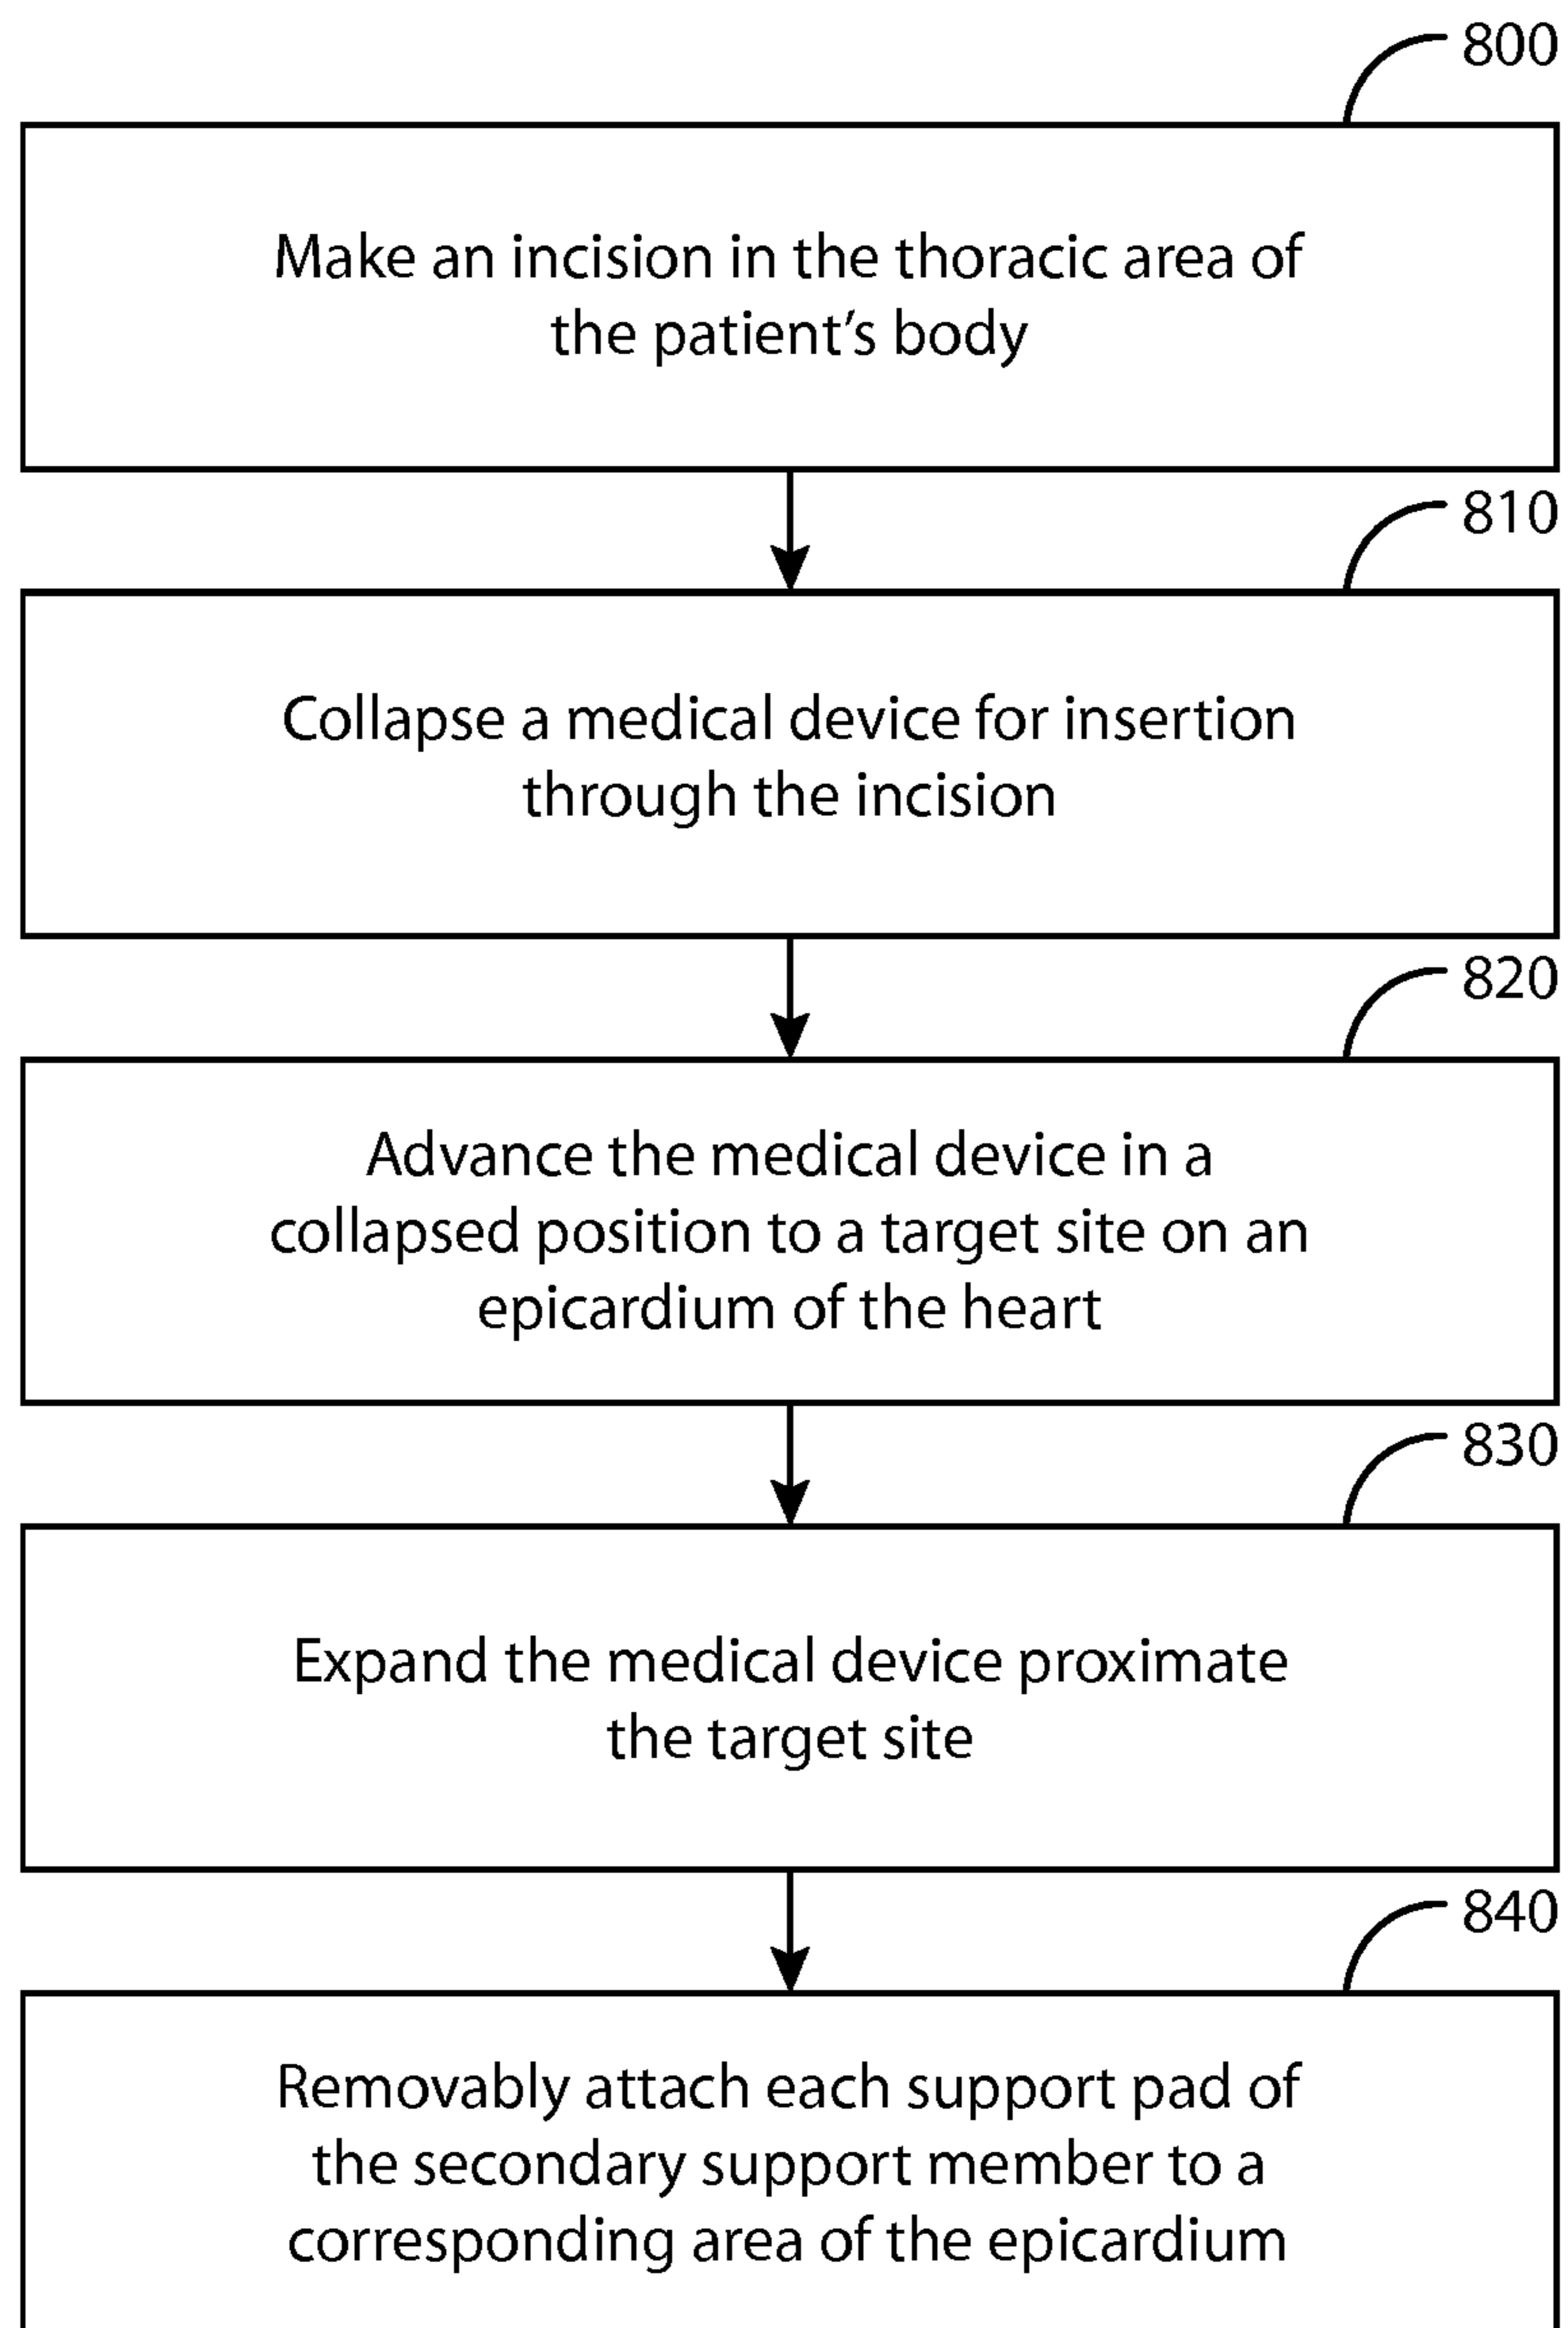 800
Make an incision in the thoracic area of
the patient's body
810
Collapse a medical device for insertion
through the incision
820
Advance the medical device in a
collapsed position to a target site on an
epicardium of the heart
830
Expand the medical device proximate
the target site
840
Removably attach each support pad of
the secondary support member to a
corresponding area of the epicardium